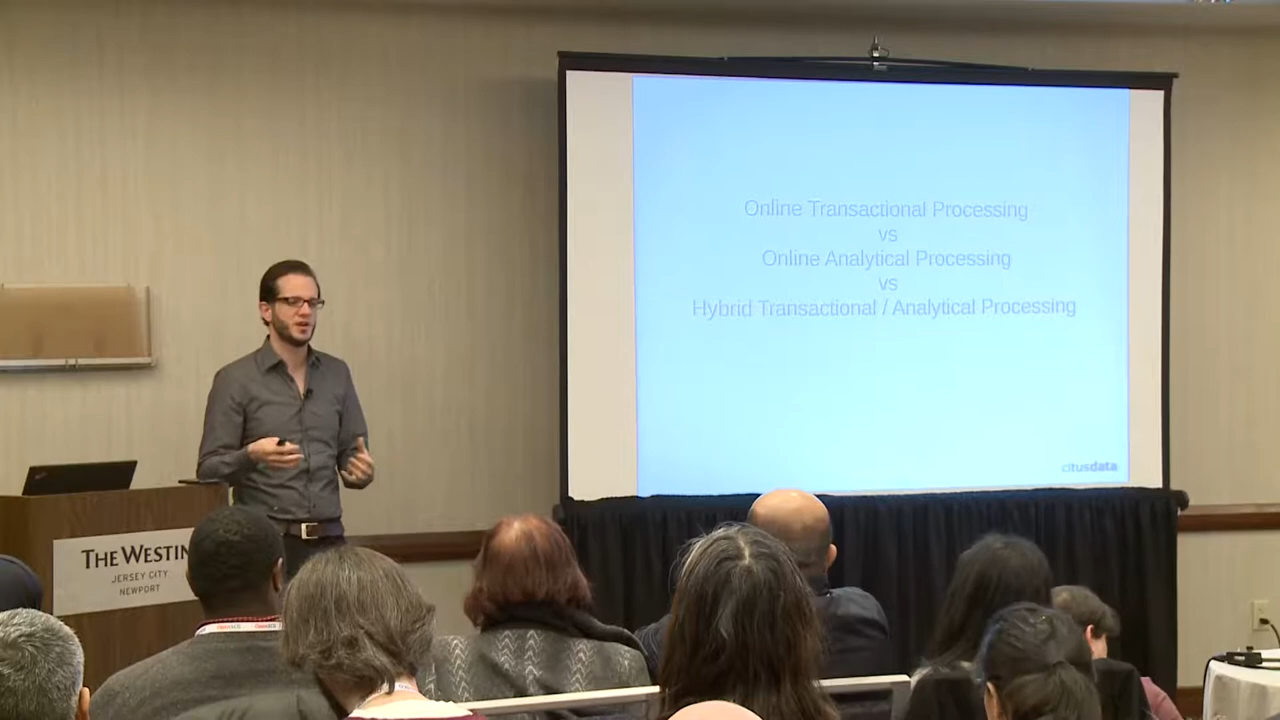 Online Transactional Processing
vs
Online Analytical Processing
vs
Hybrid Transactional / Analytical Processing
citusdata
THE WESTIN
JERSEY CITY
NEWPORT